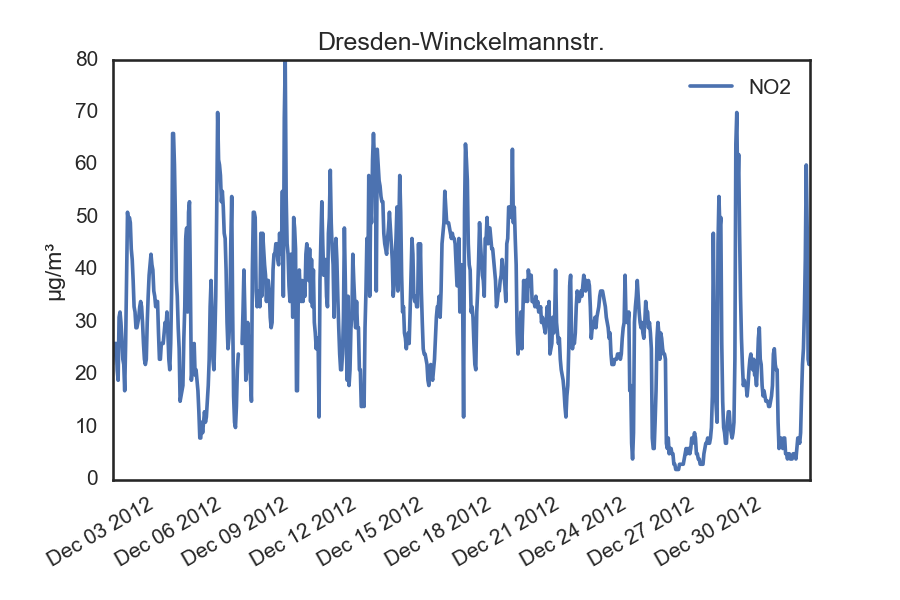 Dresden-Winckelmannstr.
NO2
µg/m³
80
70
60
50
40
30
20
10
0
Dec 03 2012
Dec 06 2012
Dec 09 2012
Dec 12 2012
Dec 15 2012
Dec 18 2012
Dec 21 2012
Dec 24 2012
Dec 27 2012
Dec 30 2012